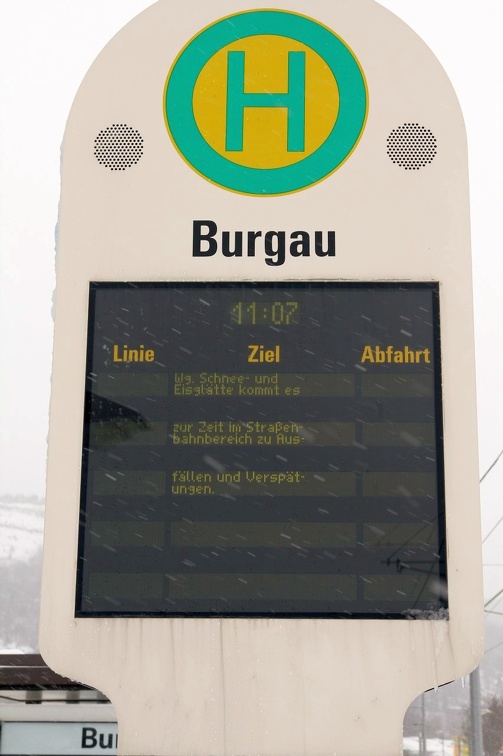 H
Burgau
11:07
Linie Ziel Abfahrt
Wg. Schnee- und
Eisglätte kommt es
zur Zeit im Straßen-
bahnbereich zu Aus-
fällen und Verspät-
ungen.
Bur